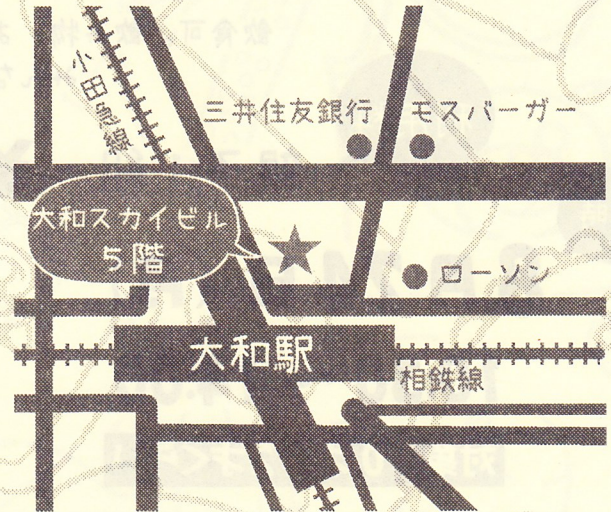 小田急線
三井住友銀行
モスバーガー
大和スカイビル
5階
ローソン
大和駅
相鉄線